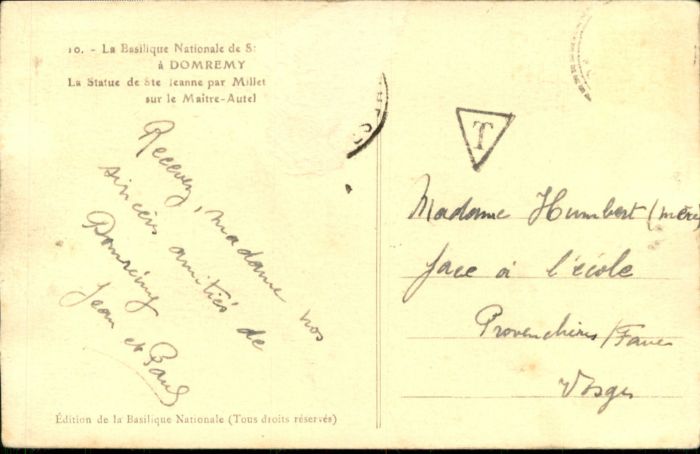 10. - La Basilique Nationale de St
à DOMREMY
La Statue de Ste Jeanne par Millet
sur le Maître-Autel
T
Recevez, madame nos
sincères amitiés de
Domrémy
Jean et Paul
Madame Humbert (mère)
face à l'école
Provenchères / Fave
Vosges
Édition de la Basilique Nationale (Tous droits réservés)